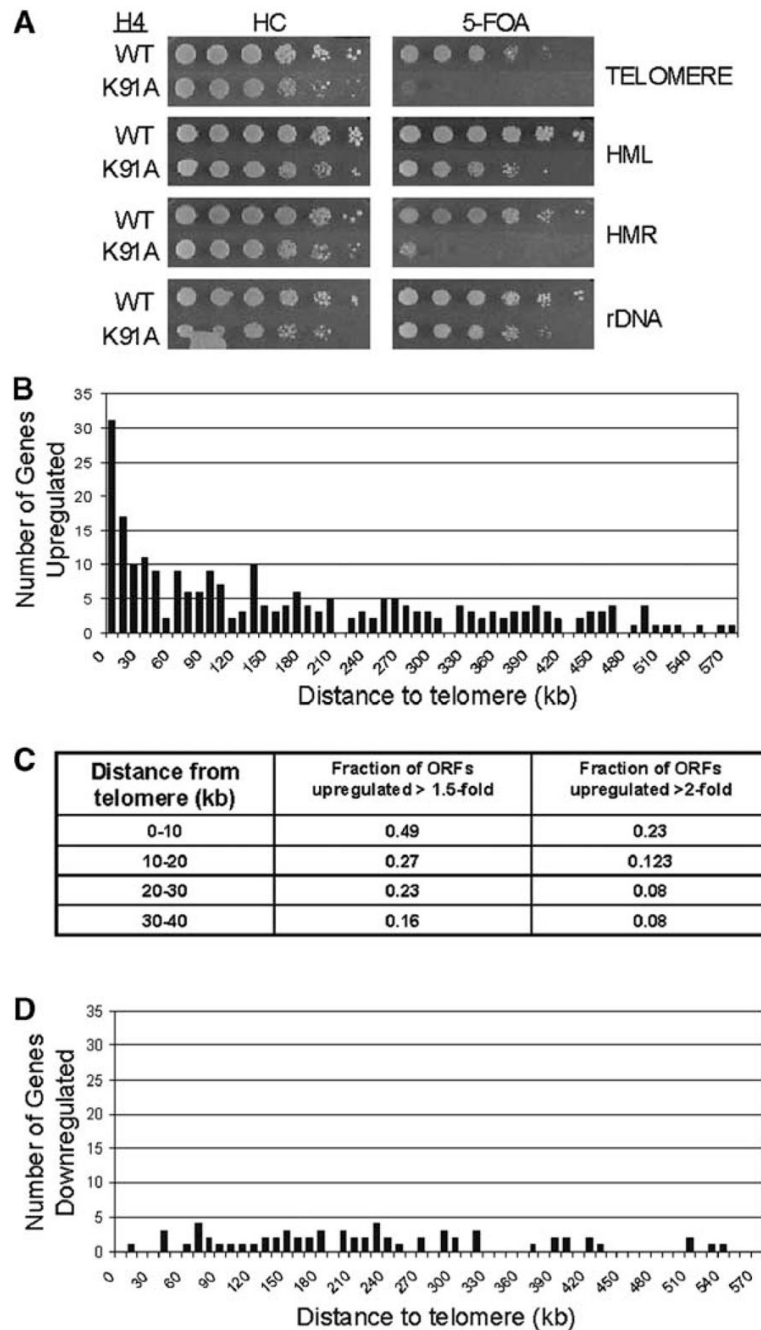 A
H4 HC 5-FOA
WT
K91A
TELOMERE
WT
K91A
HML
WT
K91A
HMR
WT
K91A
rDNA
B
Number of Genes
Upregulated
35
30
25
20
15
10
5
0
0 30 60 90 120 150 180 210 240 270 300 330 360 390 420 450 480 510 540 570
Distance to telomere (kb)
C
Distance from telomere (kb) Fraction of ORFs upregulated > 1.5-fold Fraction of ORFs upregulated >2-fold
0-10 0.49 0.23
10-20 0.27 0.123
20-30 0.23 0.08
30-40 0.16 0.08
D
Number of Genes
Downregulated
35
30
25
20
15
10
5
0
0 30 60 90 120 150 180 210 240 270 300 330 360 390 420 450 480 510 540 570
Distance to telomere (kb)